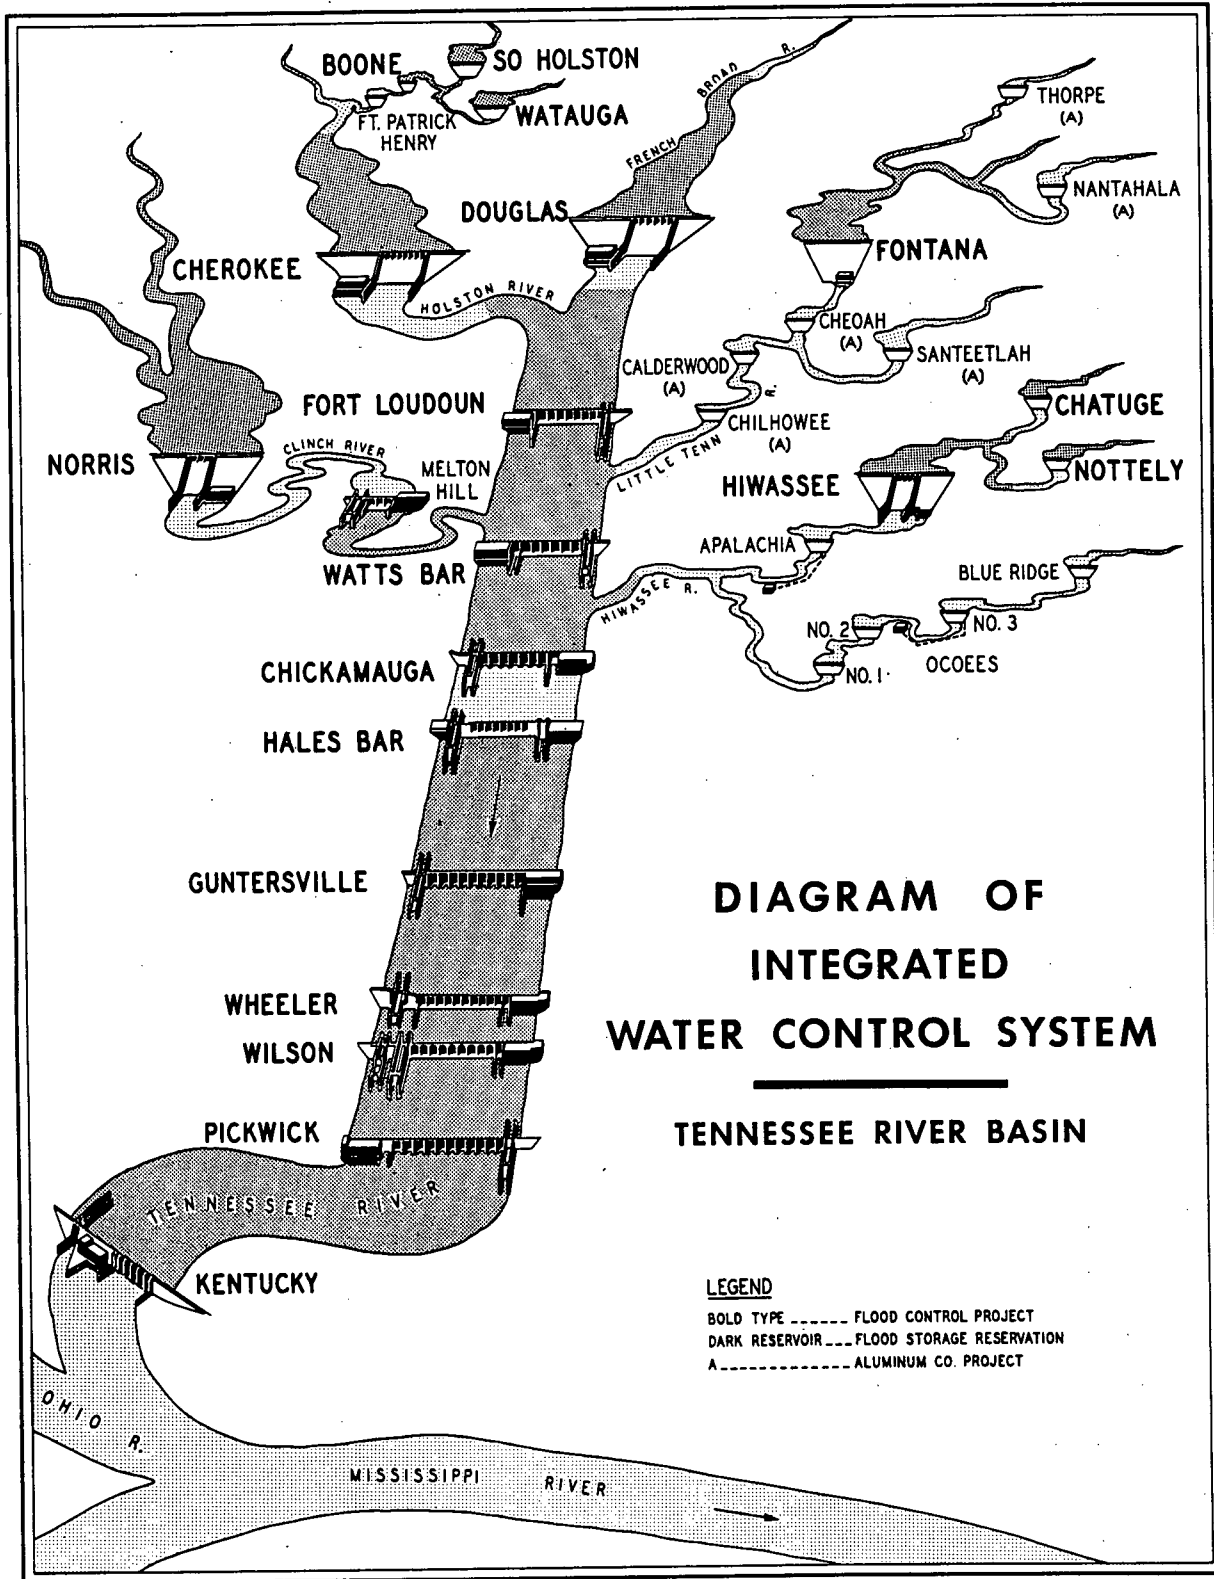 BOONE
SO HOLSTON
FT. PATRICK
HENRY
WATAUGA
FRENCH BROAD R.
THORPE
(A)
NANTAHALA
(A)
DOUGLAS
CHEROKEE
FONTANA
HOLSTON RIVER
CHEOAH
(A)
SANTEETLAH
(A)
CALDERWOOD
(A)
FORT LOUDOUN
CHILHOWEE
(A)
CHATUGE
LITTLE TENN R.
NORRIS
CLINCH RIVER
MELTON
HILL
HIWASSEE
NOTTELY
WATTS BAR
APALACHIA
BLUE RIDGE
HIWASSEE R.
NO. 2
NO. 3
NO. 1
OCOEES
CHICKAMAUGA
HALES BAR
GUNTERSVILLE
WHEELER
WILSON
PICKWICK
TENNESSEE RIVER
KENTUCKY
DIAGRAM OF
INTEGRATED
WATER CONTROL SYSTEM
TENNESSEE RIVER BASIN
LEGEND
BOLD TYPE ______ FLOOD CONTROL PROJECT
DARK RESERVOIR ___ FLOOD STORAGE RESERVATION
A _____________ ALUMINUM CO. PROJECT
OHIO R.
MISSISSIPPI RIVER